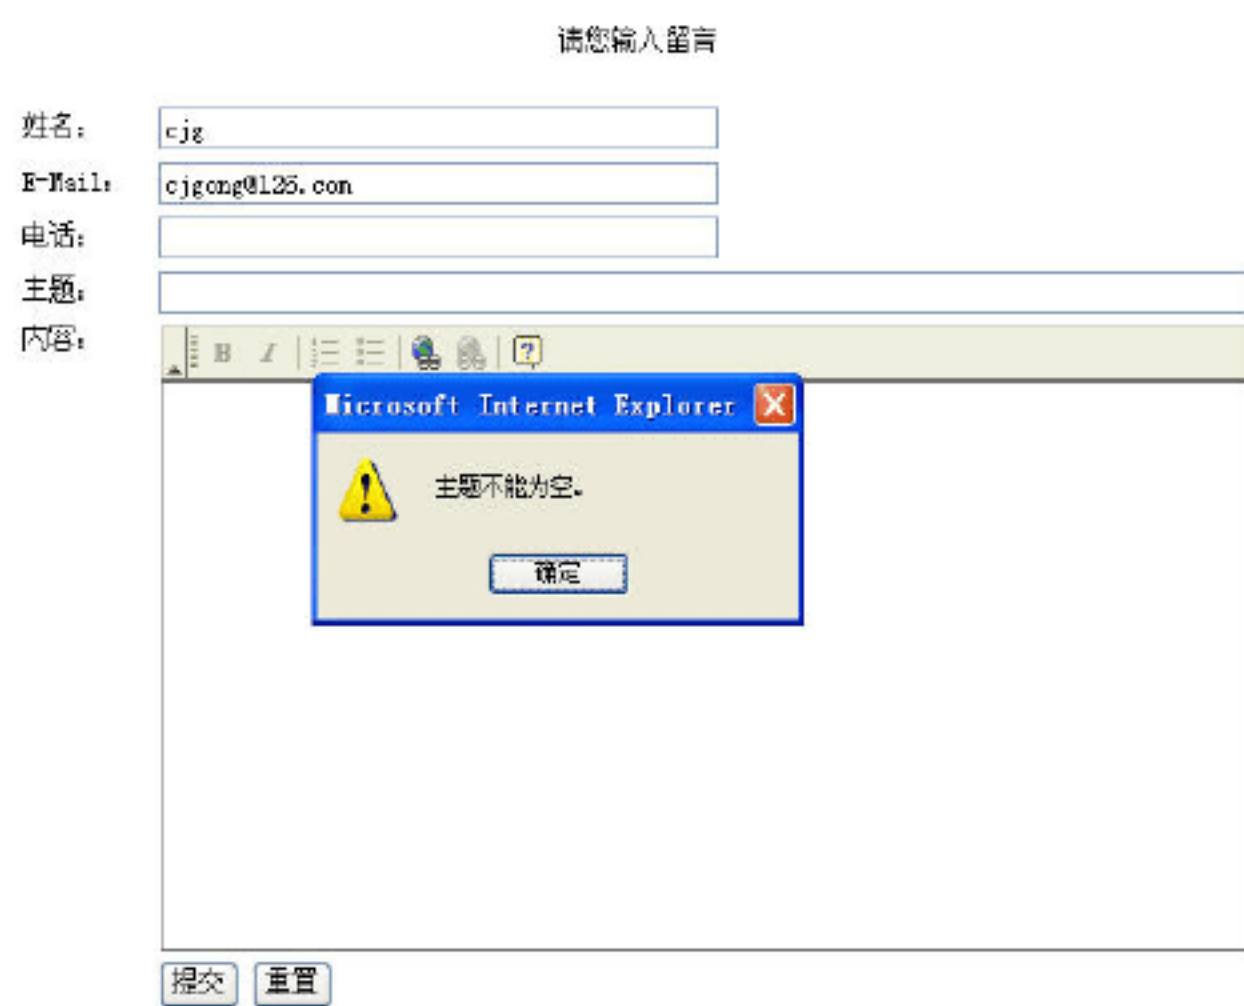 请您输入留言
姓名：
cjg
E-Mail：
cjgong@126.com
电话：
主题：
内容：
B I
Microsoft Internet Explorer
主题不能为空。
确定
提交 重置